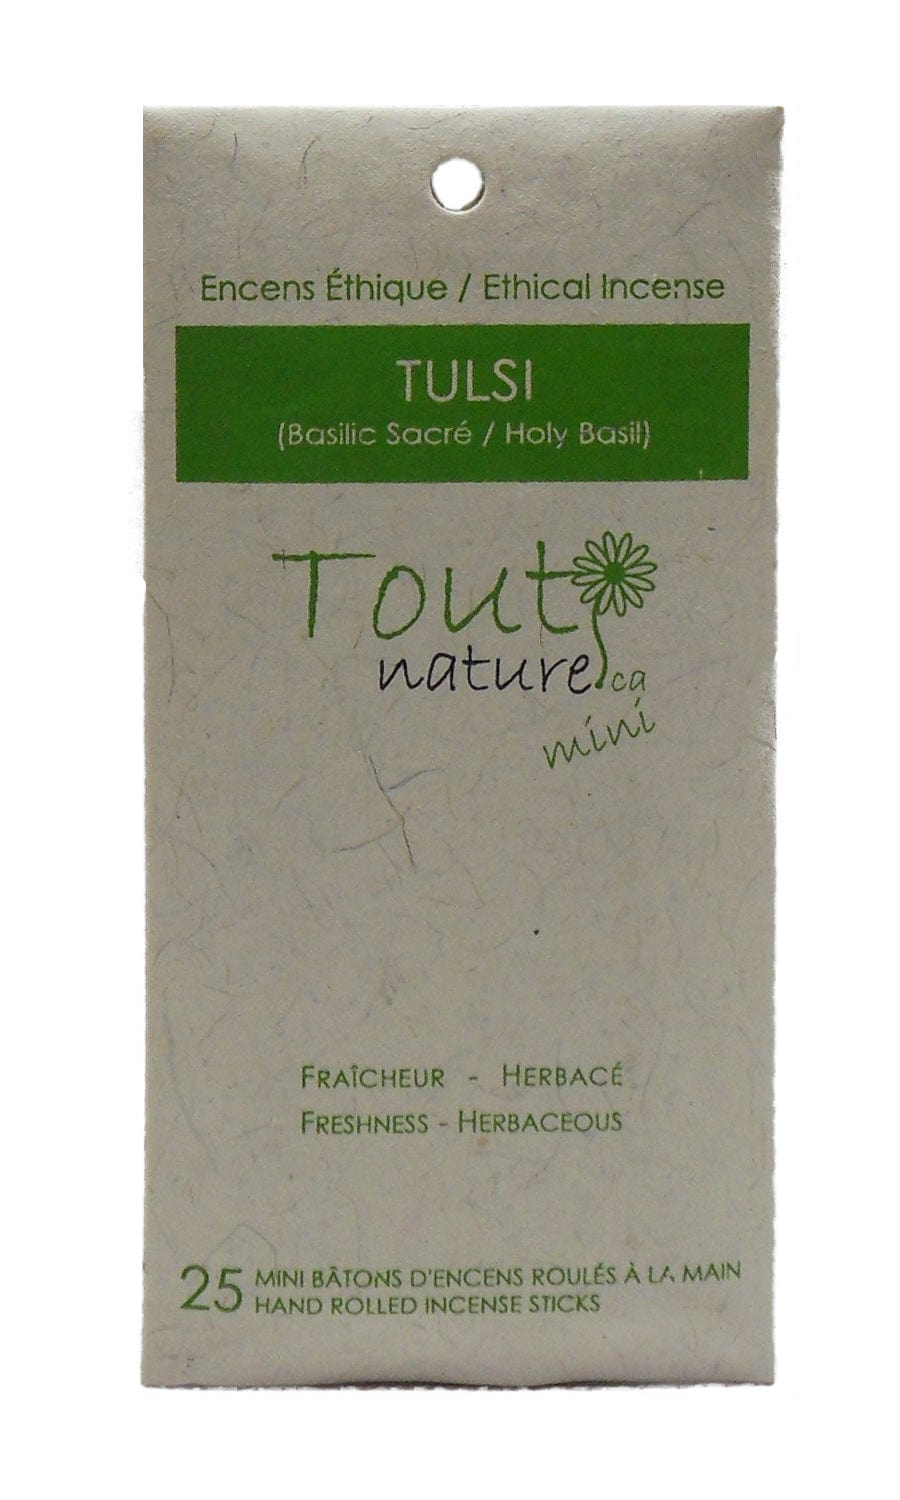 Encens Éthique / Ethical Incense
TULSI
(Basilic Sacré / Holy Basil)
Tout
nature.ca
mini
FRAÎCHEUR - HERBACÉ
FRESHNESS - HERBACEOUS
25 MINI BÂTONS D'ENCENS ROULÉS À LA MAIN
HAND ROLLED INCENSE STICKS